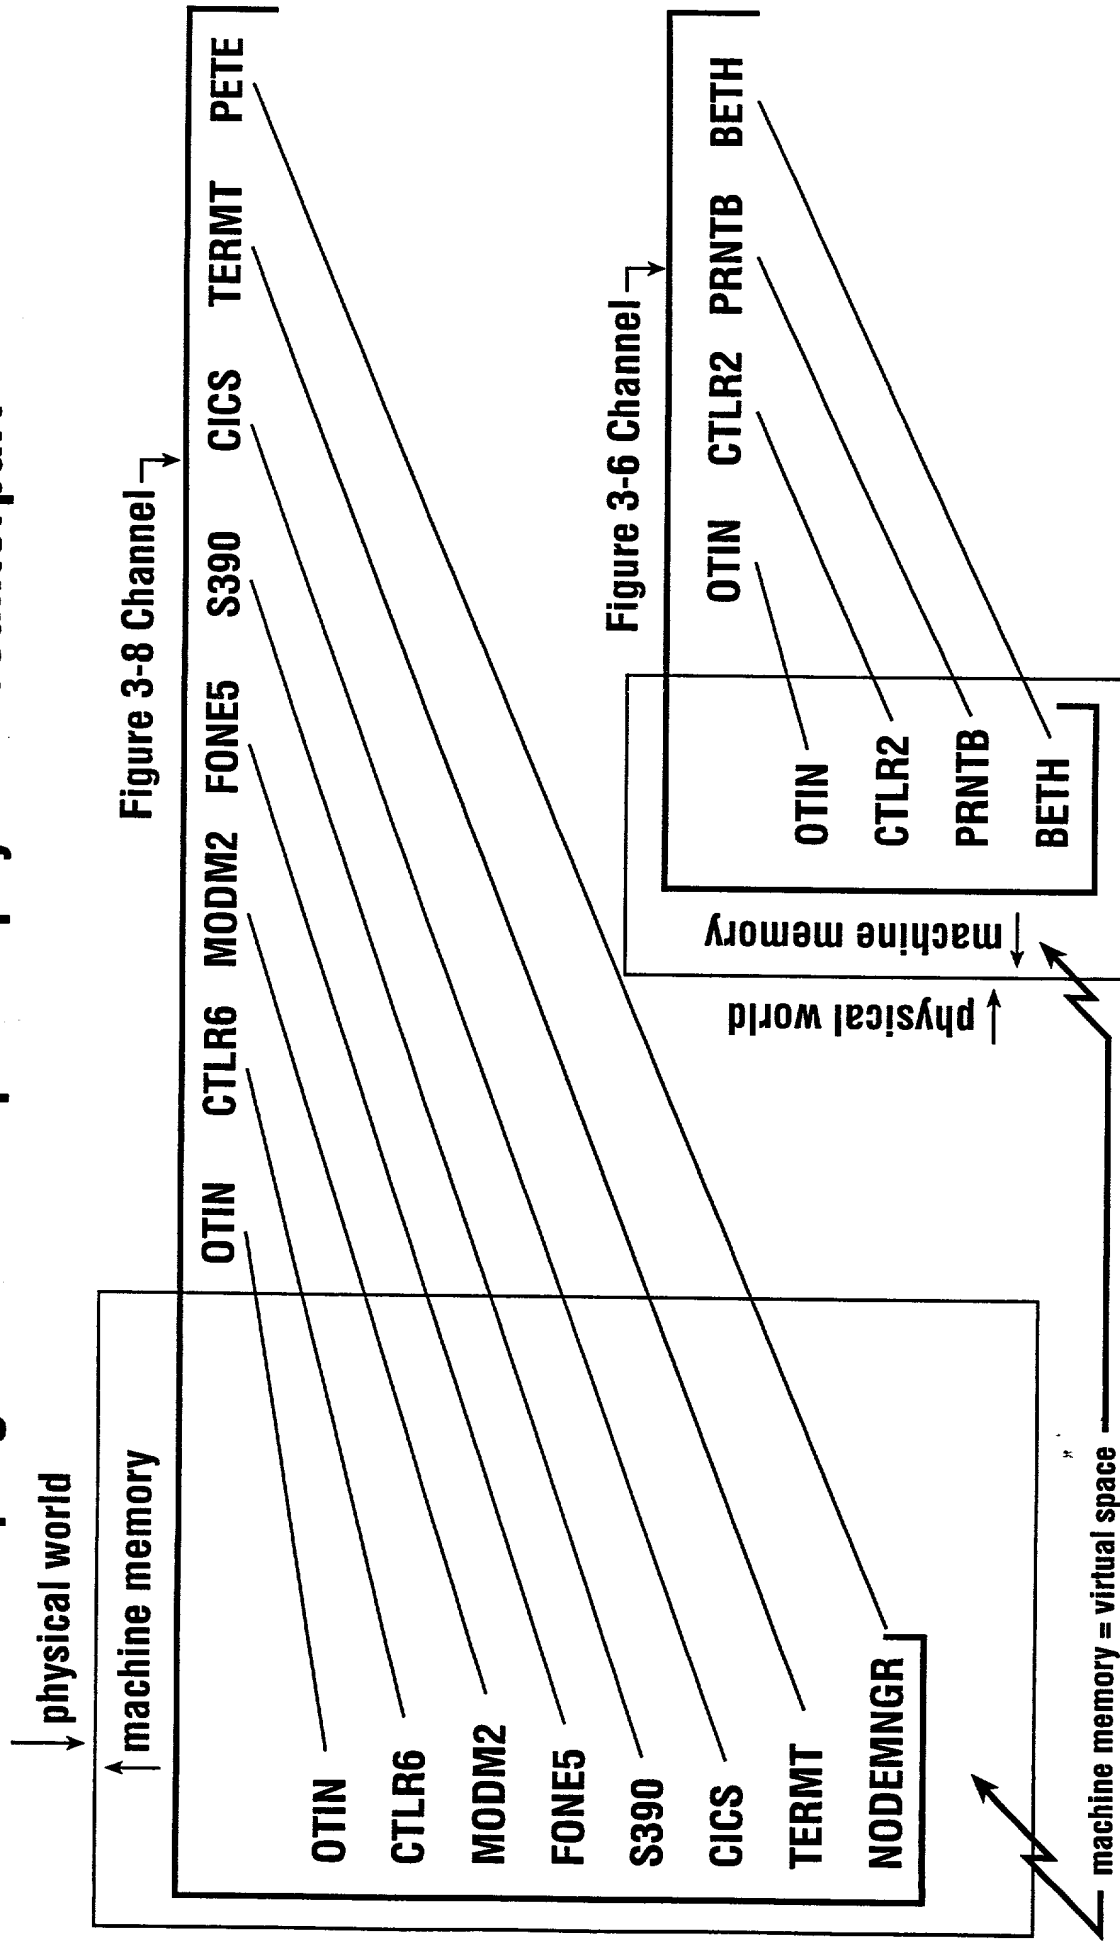 physical world
machine memory
Figure 3-8 Channel
OTIN CTLR6 MODM2 FONE5 S390 CICS TERMT PETE
OTIN
CTLR6
MODM2
FONE5
S390
CICS
TERMT
NODEMNGR
Figure 3-6 Channel
OTIN CTLR2 PRNTB BETH
OTIN
CTLR2
PRNTB
BETH
machine memory
physical world
machine memory = virtual space